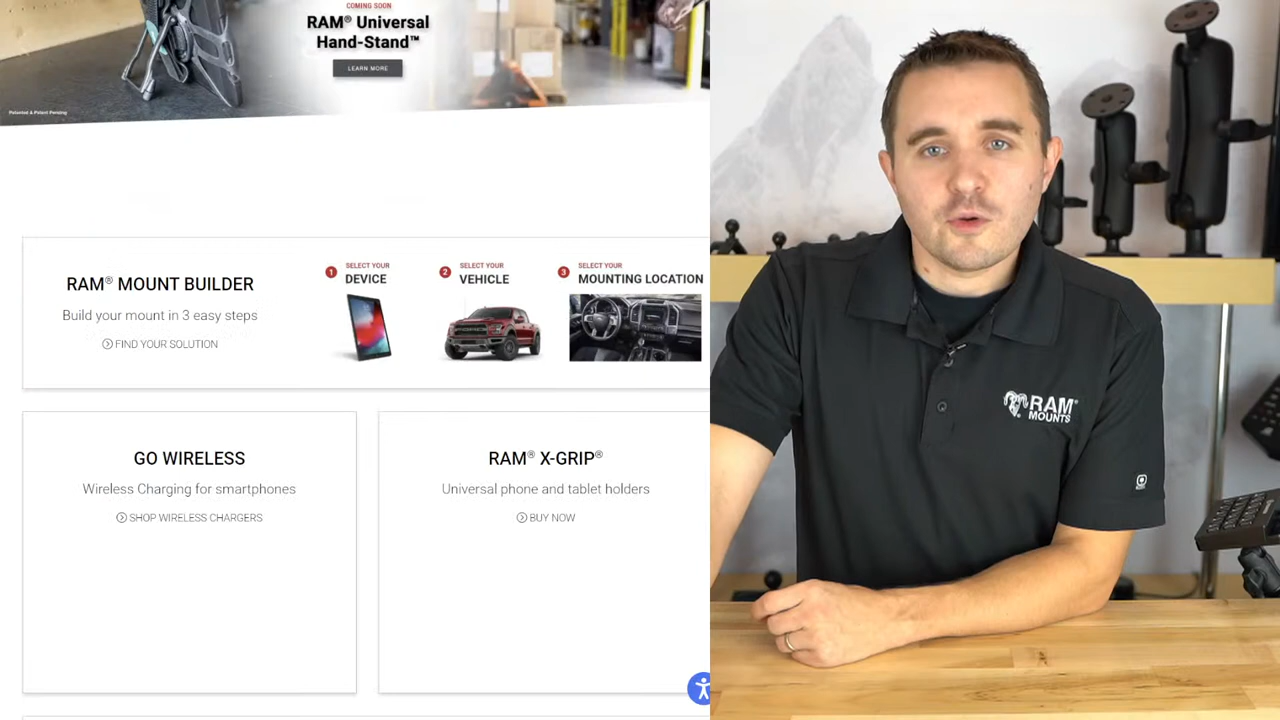 COMING SOON
RAM® Universal
Hand-Stand™
LEARN MORE
Patented & Patent Pending
RAM® MOUNT BUILDER
Build your mount in 3 easy steps
FIND YOUR SOLUTION
1 SELECT YOUR
DEVICE
2 SELECT YOUR
VEHICLE
3 SELECT YOUR
MOUNTING LOCATION
GO WIRELESS
Wireless Charging for smartphones
SHOP WIRELESS CHARGERS
RAM® X-GRIP®
Universal phone and tablet holders
BUY NOW
RAM®
MOUNTS